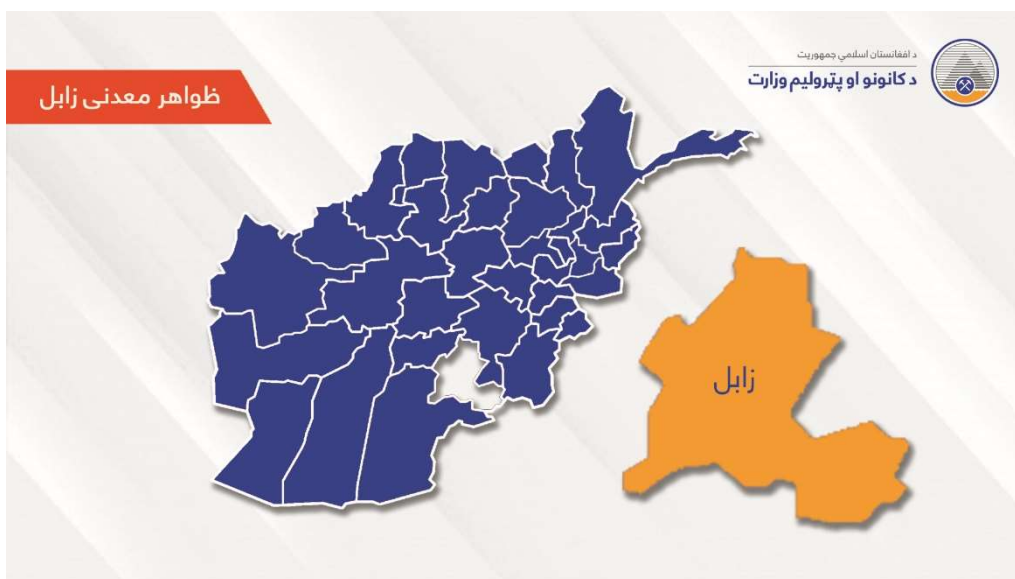 د افغانستان اسلامي جمهوریت
د کانونو او پټرولیم وزارت
ظواهر معدنی زابل
زابل